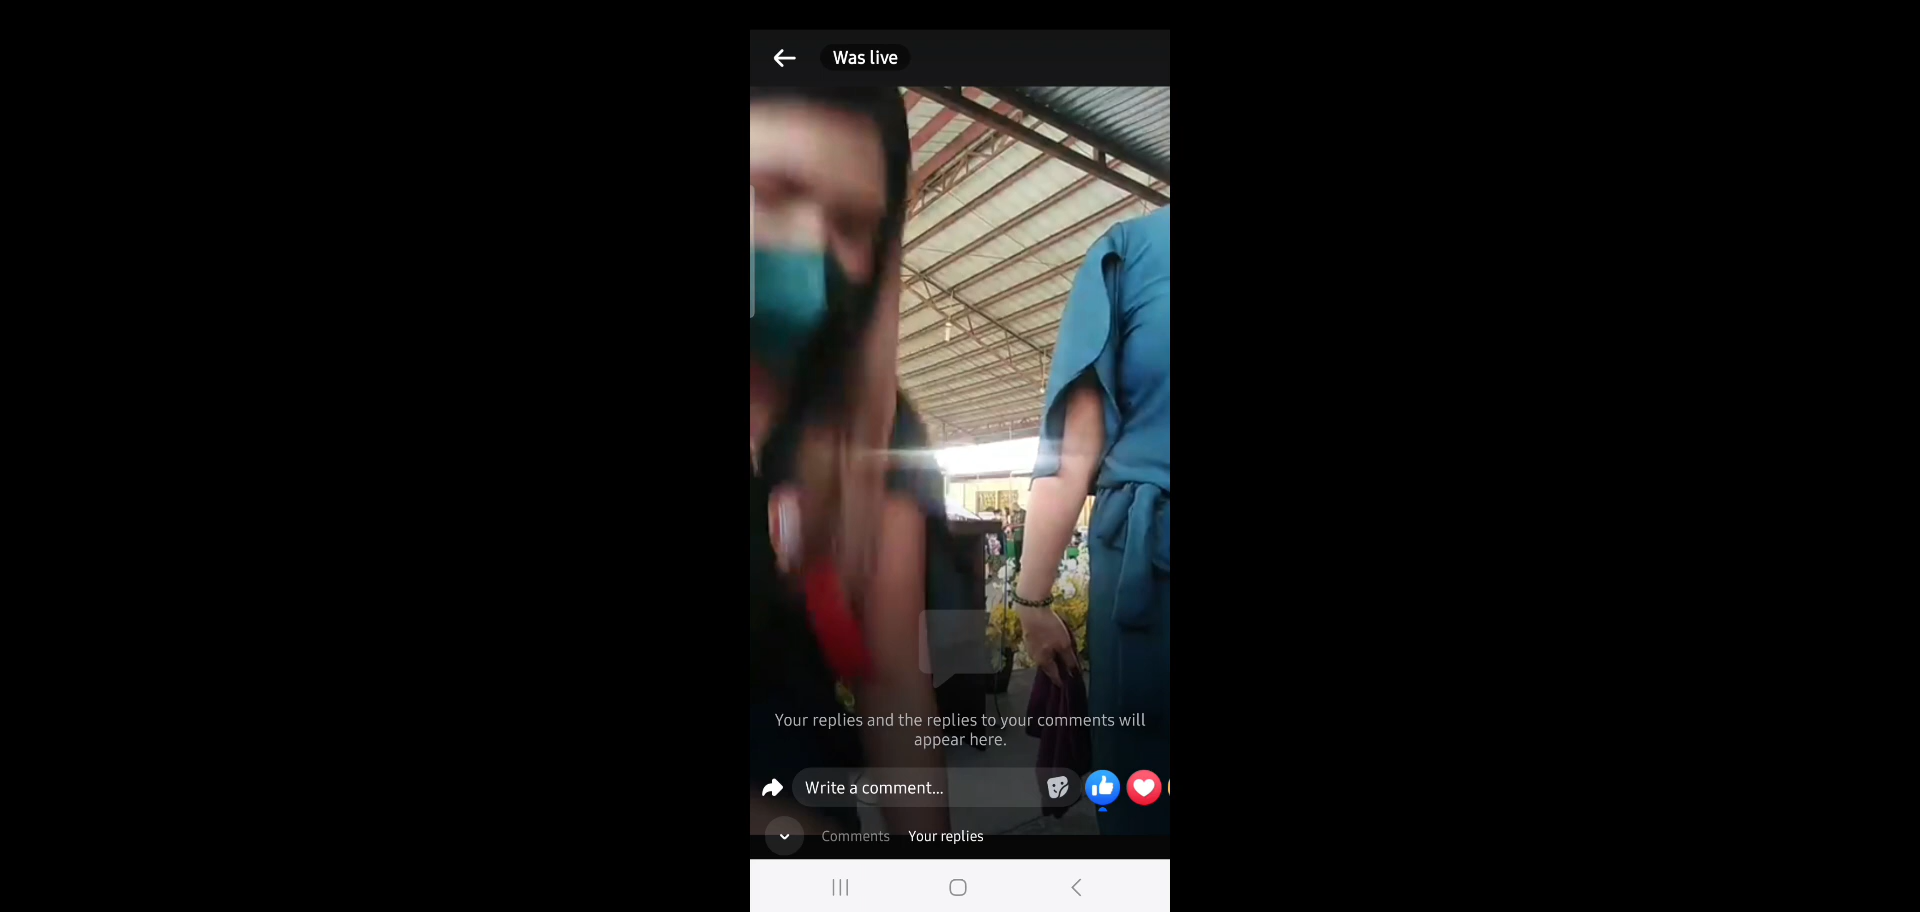 Was live
Your replies and the replies to your comments will
appear here.
Write a comment...
Comments Your replies